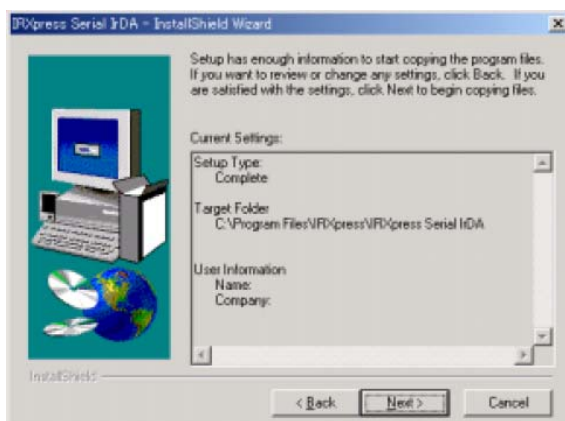 IRXpress Serial IrDA - InstallShield Wizard
Setup has enough information to start copying the program files.
If you want to review or change any settings, click Back. If you
are satisfied with the settings, click Next to begin copying files.
Current Settings:
Setup Type:
Complete
Target Folder
C:\Program Files\IRXpress\IRXpress Serial IrDA
User Information
Name:
Company:
InstallShield
< Back
Next >
Cancel